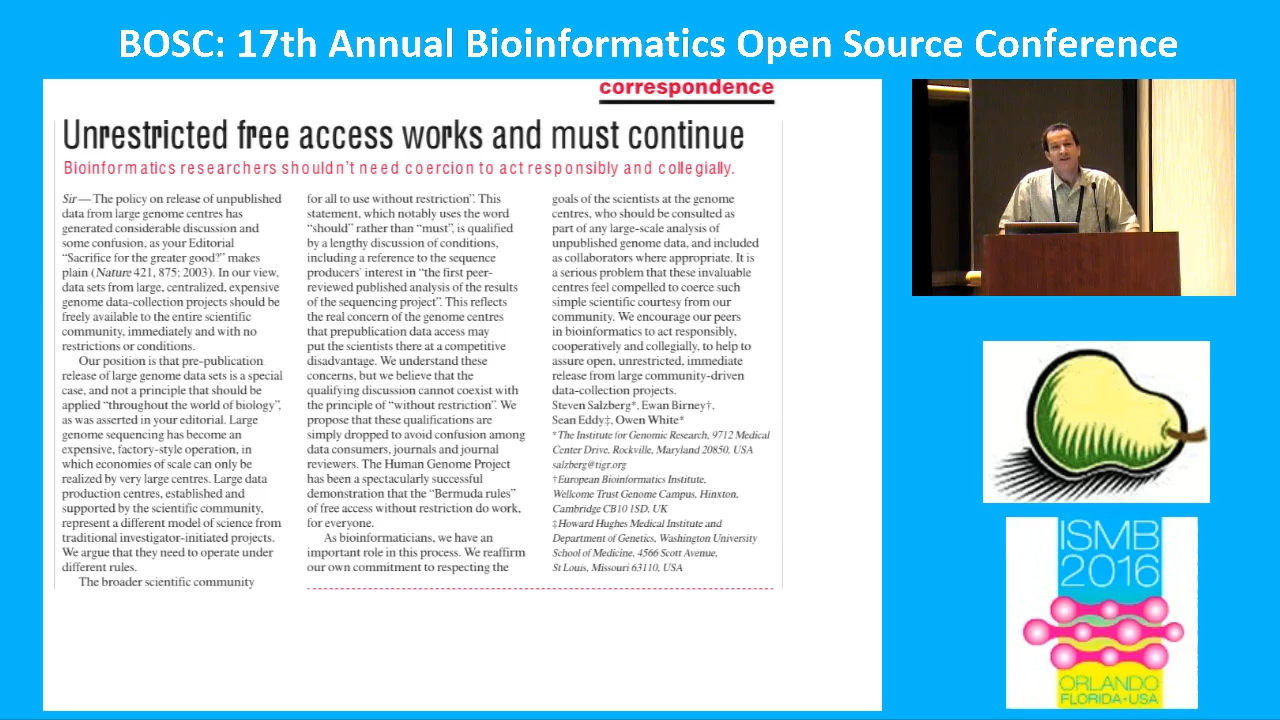 BOSC: 17th Annual Bioinformatics Open Source Conference
correspondence
Unrestricted free access works and must continue
Bioinformatics researchers shouldn't need coercion to act responsibly and collegially.
Sir — The policy on release of unpublished
data from large genome centres has
generated considerable discussion and
some confusion, as your Editorial
“Sacrifice for the greater good?” makes
plain (Nature 421, 875; 2003). In our view,
data sets from large, centralized, expensive
genome data-collection projects should be
freely available to the entire scientific
community, immediately and with no
restrictions or conditions.
Our position is that pre-publication
release of large genome data sets is a special
case, and not a principle that should be
applied “throughout the world of biology”,
as was asserted in your editorial. Large
genome sequencing has become an
expensive, factory-style operation, in
which economies of scale can only be
realized by very large centres. Large data
production centres, established and
supported by the scientific community,
represent a different model of science from
traditional investigator-initiated projects.
We argue that they need to operate under
different rules.
The broader scientific community
for all to use without restriction”. This
statement, which notably uses the word
“should” rather than “must”, is qualified
by a lengthy discussion of conditions,
including a reference to the sequence
producers' interest in “the first peer-
reviewed published analysis of the results
of the sequencing project”. This reflects
the real concern of the genome centres
that prepublication data access may
put the scientists there at a competitive
disadvantage. We understand these
concerns, but we believe that the
qualifying discussion cannot coexist with
the principle of “without restriction”. We
propose that these qualifications are
simply dropped to avoid confusion among
data consumers, journals and journal
reviewers. The Human Genome Project
has been a spectacularly successful
demonstration that the “Bermuda rules”
of free access without restriction do work,
for everyone.
As bioinformaticians, we have an
important role in this process. We reaffirm
our own commitment to respecting the
goals of the scientists at the genome
centres, who should be consulted as
part of any large-scale analysis of
unpublished genome data, and included
as collaborators where appropriate. It is
a serious problem that these invaluable
centres feel compelled to coerce such
simple scientific courtesy from our
community. We encourage our peers
in bioinformatics to act responsibly,
cooperatively and collegially, to help to
assure open, unrestricted, immediate
release from large community-driven
data-collection projects.
Steven Salzberg*, Ewan Birney†,
Sean Eddy‡, Owen White*
*The Institute for Genomic Research, 9712 Medical
Center Drive, Rockville, Maryland 20850, USA
salzberg@tigr.org
†European Bioinformatics Institute,
Wellcome Trust Genome Campus, Hinxton,
Cambridge CB10 1SD, UK
‡Howard Hughes Medical Institute and
Department of Genetics, Washington University
School of Medicine, 4566 Scott Avenue,
St Louis, Missouri 63110, USA
ISMB
2016
ORLANDO
FLORIDA•USA